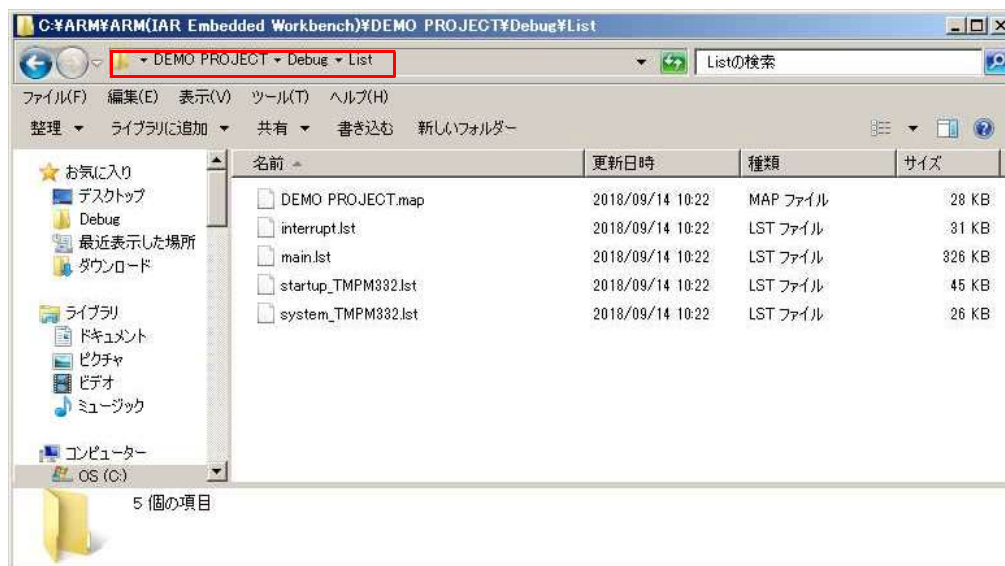 C:¥ARM¥ARM(IAR Embedded Workbench)¥DEMO PROJECT¥Debug¥List
DEMO PROJECT Debug List
Listの検索
ファイル(F) 編集(E) 表示(V) ツール(T) ヘルプ(H)
整理 ライブラリに追加 共有 書き込む 新しいフォルダー
名前 更新日時 種類 サイズ
お気に入り
デスクトップ
Debug
最近表示した場所
ダウンロード
ライブラリ
ドキュメント
ピクチャ
ビデオ
ミュージック
コンピューター
OS (C:)
DEMO PROJECT.map 2018/09/14 10:22 MAP ファイル 28 KB
interrupt.lst 2018/09/14 10:22 LST ファイル 31 KB
main.lst 2018/09/14 10:22 LST ファイル 326 KB
startup_TMPM332.lst 2018/09/14 10:22 LST ファイル 45 KB
system_TMPM332.lst 2018/09/14 10:22 LST ファイル 26 KB
5 個の項目